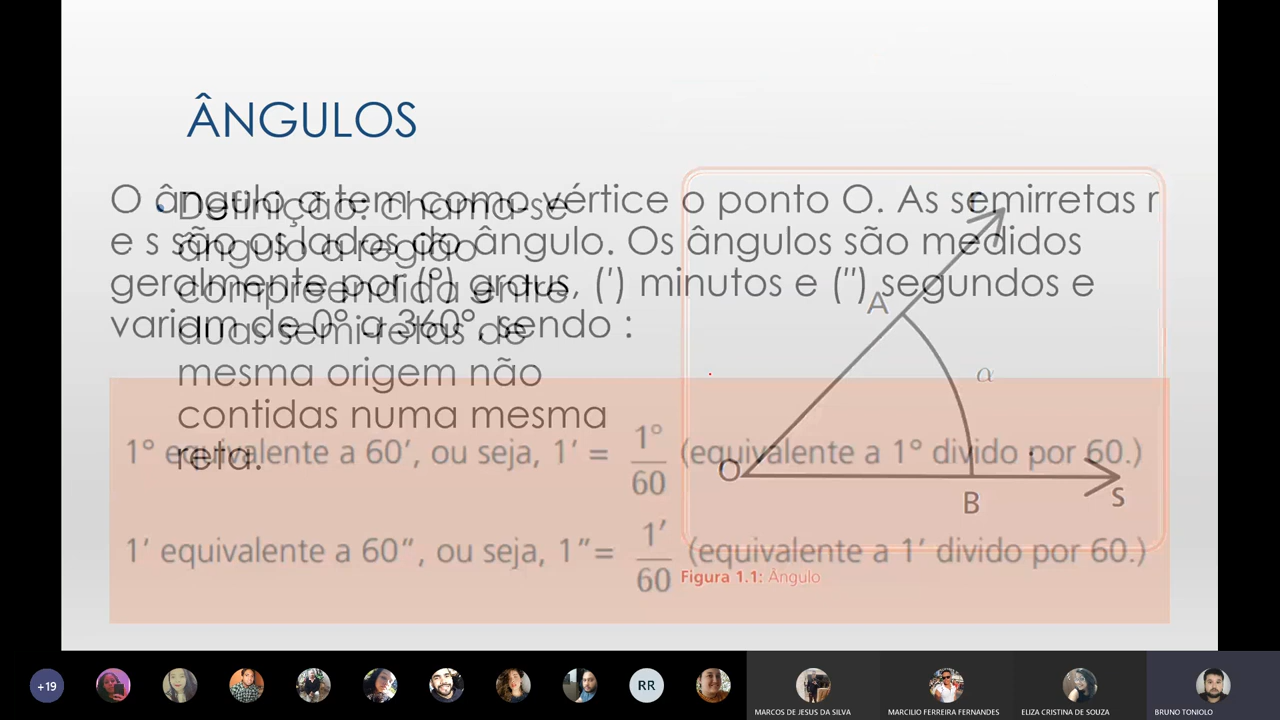 ÂNGULOS
O ângulo α tem como vértice o ponto O. As semirretas r
e s são os lados do ângulo. Os ângulos são medidos
geralmente por (°) graus, (') minutos e (") segundos e
variam de 0° a 360°, sendo :
• Definição: chama-se
ângulo a região
compreendida entre
duas semi-retas de
mesma origem não
contidas numa mesma
reta.
1° equivalente a 60′, ou seja, 1′ = 1°/60 (equivalente a 1° divido por 60.)
1′ equivalente a 60″, ou seja, 1″= 1′/60 (equivalente a 1′ divido por 60.)
r
A
α
O
B
S
Figura 1.1: Ângulo
+19
RR
MARCOS DE JESUS DA SILVA
MARCILIO FERREIRA FERNANDES
ELIZA CRISTINA DE SOUZA
BRUNO TONIOLO